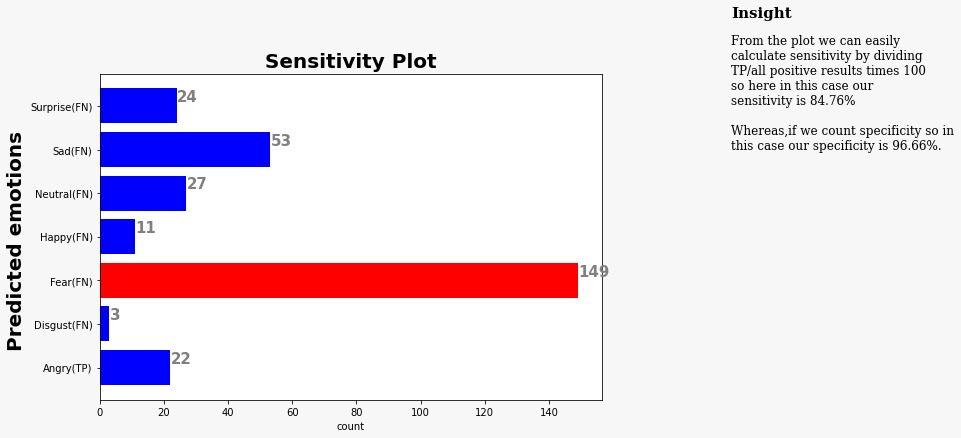 Insight
From the plot we can easily
calculate sensitivity by dividing
TP/all positive results times 100
so here in this case our
sensitivity is 84.76%
Whereas,if we count specificity so in
this case our specificity is 96.66%.
Sensitivity Plot
Predicted emotions
Surprise(FN) 24
Sad(FN) 53
Neutral(FN) 27
Happy(FN) 11
Fear(FN) 149
Disgust(FN) 3
Angry(TP) 22
0 20 40 60 80 100 120 140
count